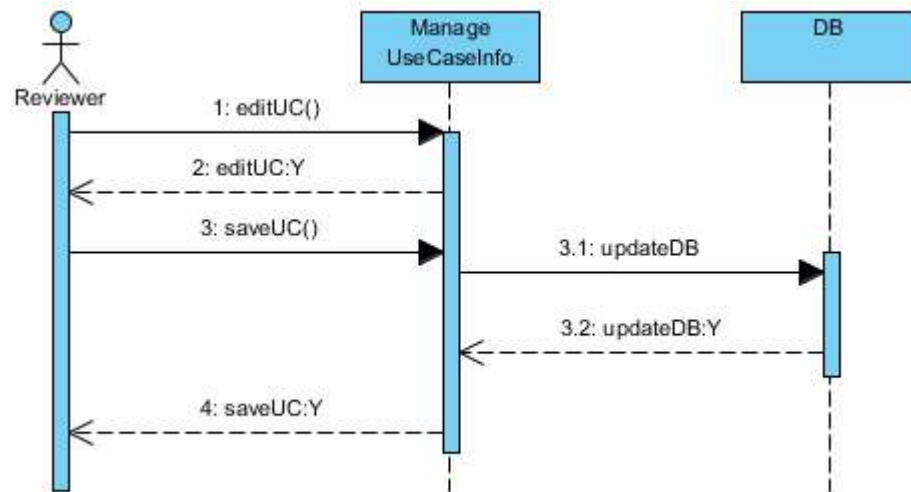 Manage
UseCaseInfo
DB
Reviewer
1: editUC()
2: editUC:Y
3: saveUC()
3.1: updateDB
3.2: updateDB:Y
4: saveUC:Y